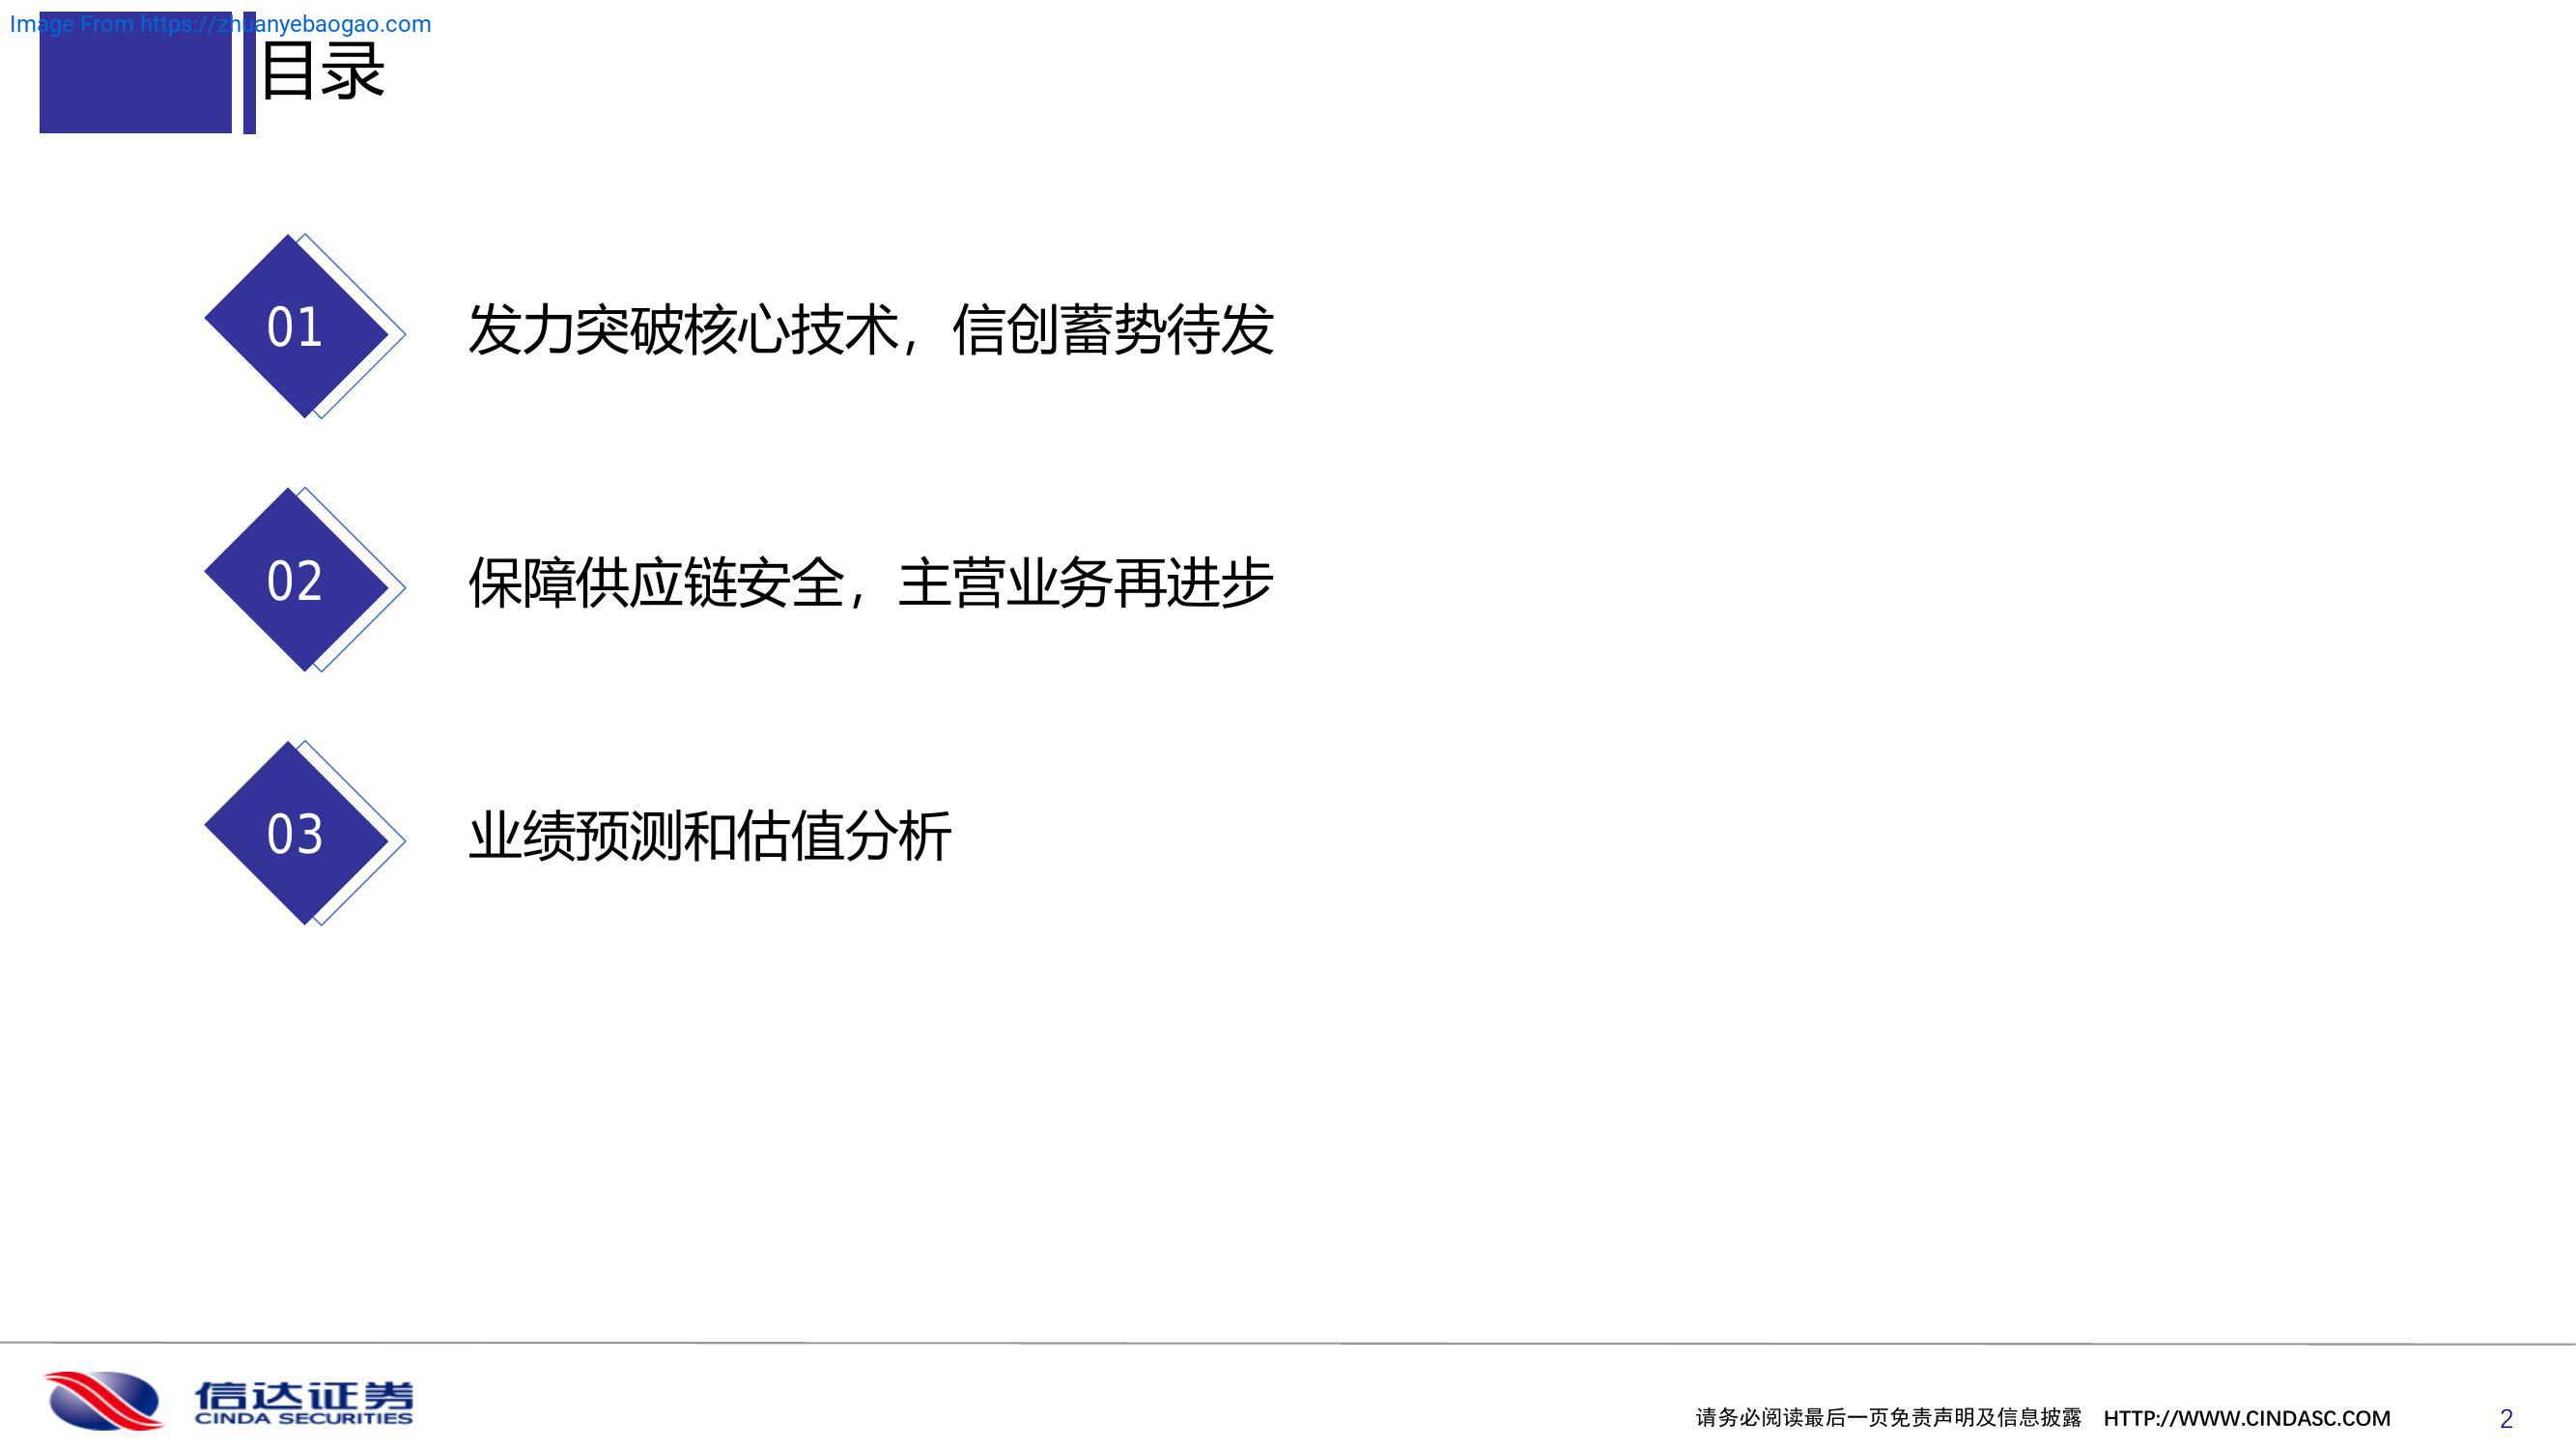 Image From https://zhuanyebaogao.com
目录
01
发力突破核心技术，信创蓄势待发
02
保障供应链安全，主营业务再进步
03
业绩预测和估值分析
信达证券
CINDA SECURITIES
请务必阅读最后一页免责声明及信息披露 HTTP://WWW.CINDASC.COM 2